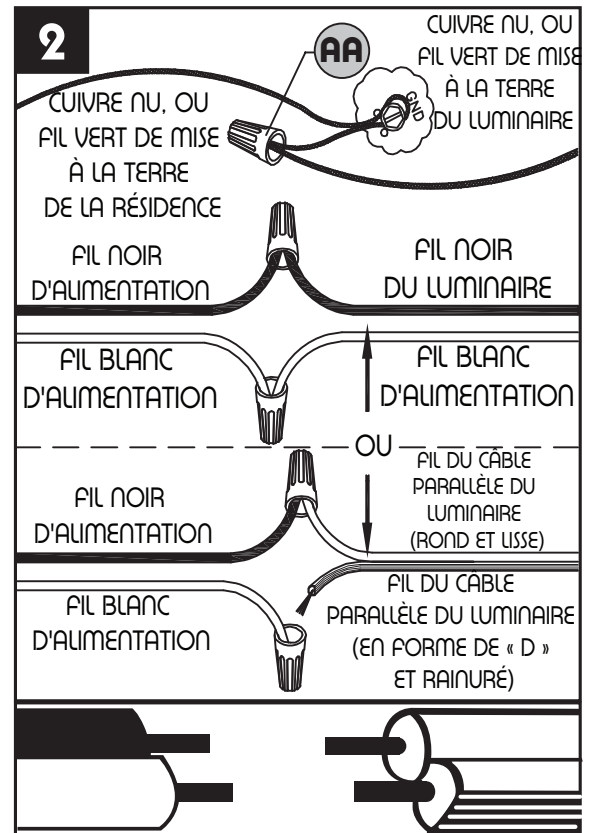 2
AA
CUIVRE NU, OU
FIL VERT DE MISE
À LA TERRE
DU LUMINAIRE
GND
CUIVRE NU, OU
FIL VERT DE MISE
À LA TERRE
DE LA RÉSIDENCE
FIL NOIR
D'ALIMENTATION
FIL NOIR
DU LUMINAIRE
FIL BLANC
D'ALIMENTATION
FIL BLANC
D'ALIMENTATION
OU
FIL NOIR
D'ALIMENTATION
FIL DU CÂBLE
PARALLÈLE DU
LUMINAIRE
(ROND ET LISSE)
FIL BLANC
D'ALIMENTATION
FIL DU CÂBLE
PARALLÈLE DU LUMINAIRE
(EN FORME DE « D »
ET RAINURÉ)